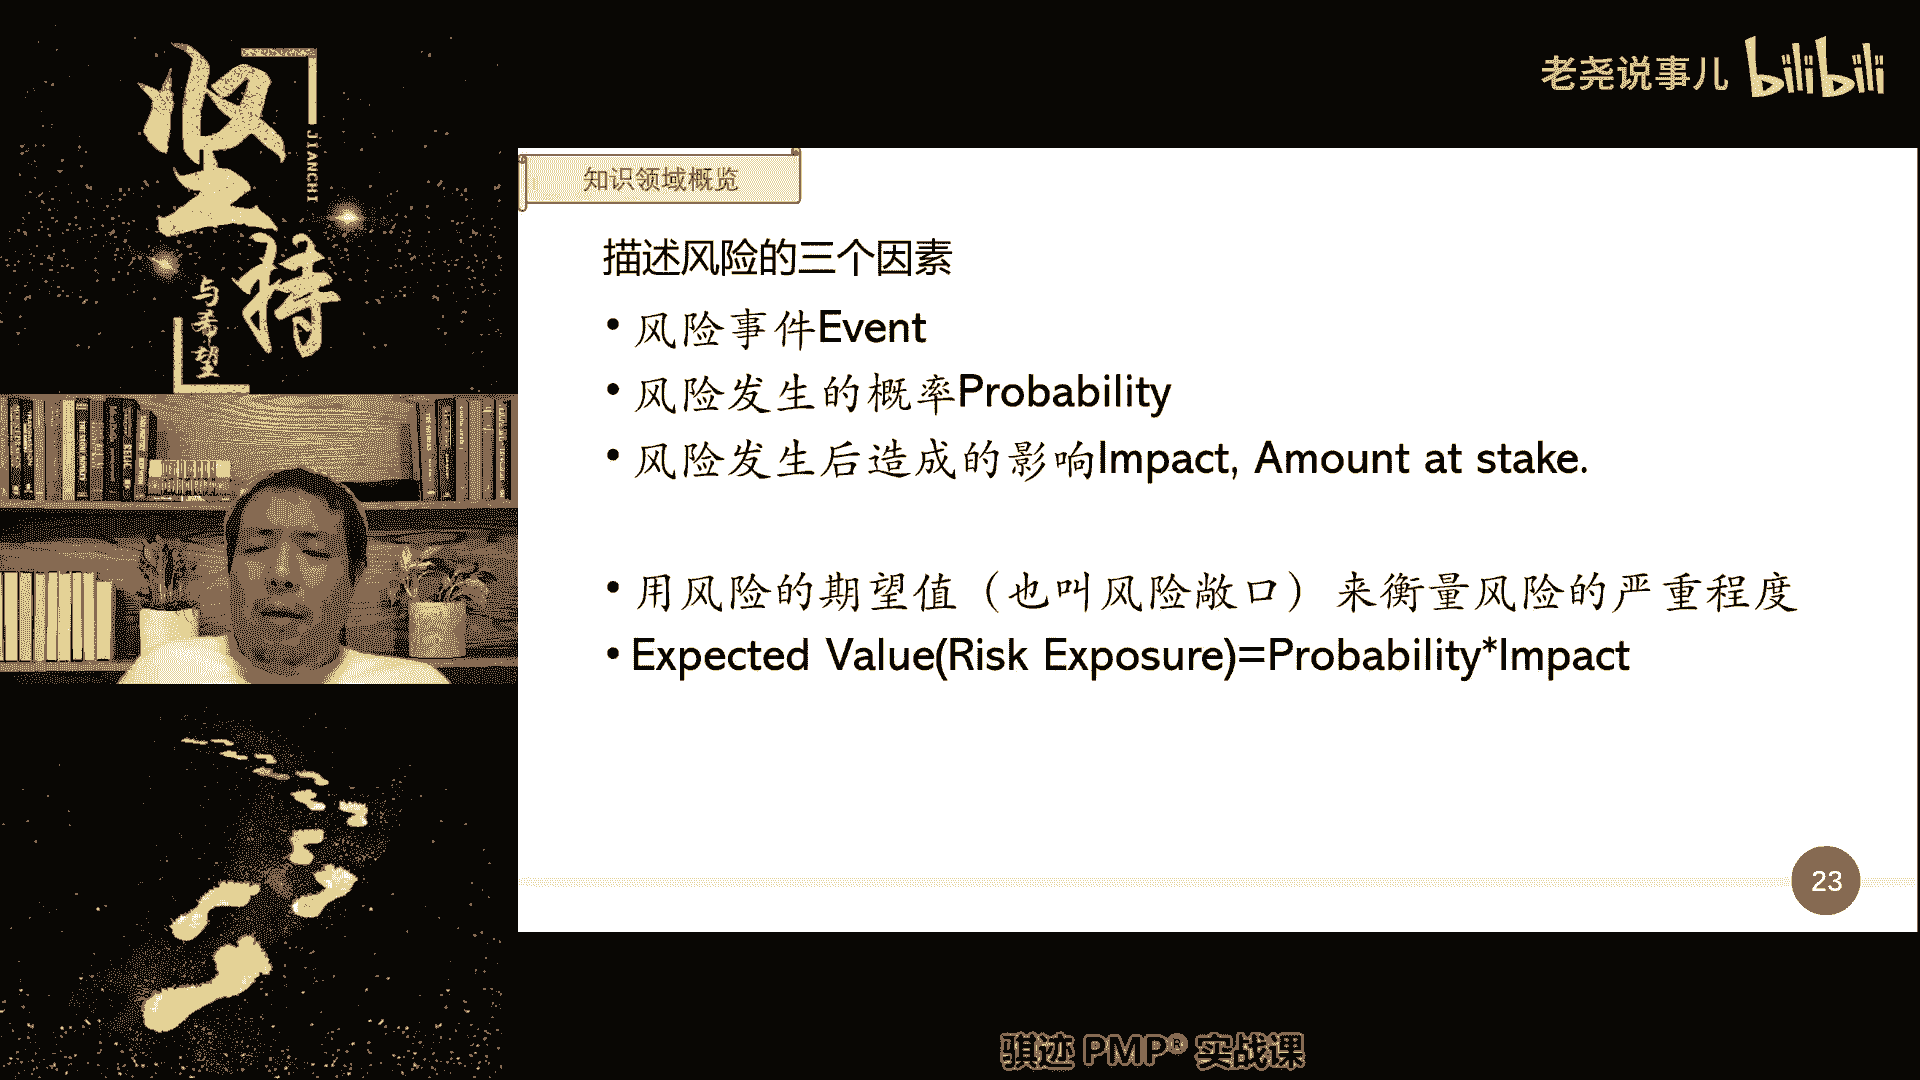 坚持
JIANCHI
与希望
老尧说事儿 bilibili
知识领域概览
描述风险的三个因素
• 风险事件Event
• 风险发生的概率Probability
• 风险发生后造成的影响Impact, Amount at stake.
• 用风险的期望值（也叫风险敞口）来衡量风险的严重程度
• Expected Value(Risk Exposure)=Probability*Impact
23
骐迹 PMP® 实战课